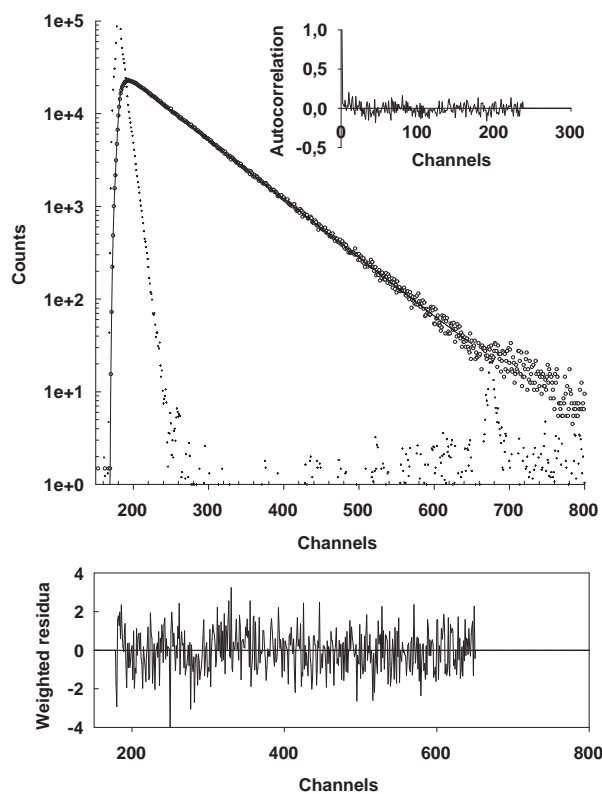 1e+5
1e+4
1e+3
1e+2
1e+1
1e+0
Counts
200 300 400 500 600 700 800
Channels
1,0
0,5
0,0
-0,5
Autocorrelation
0 100 200 300
Channels
4
2
0
-2
-4
Weighted residua
200 400 600 800
Channels